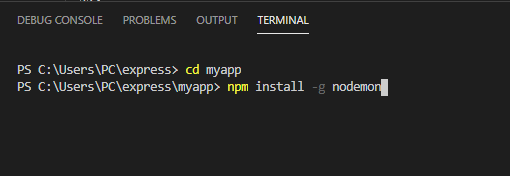 DEBUG CONSOLE PROBLEMS OUTPUT TERMINAL
PS C:\Users\PC\express> cd myapp
PS C:\Users\PC\express\myapp> npm install -g nodemon